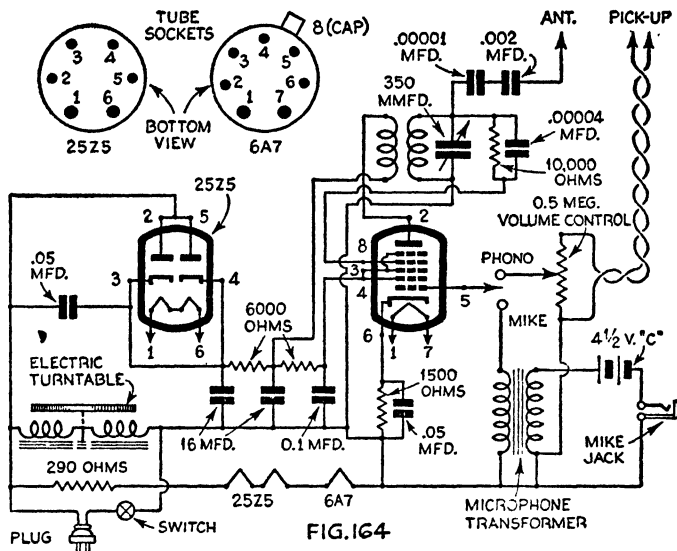 TUBE
SOCKETS
8 (CAP)
3
4
2
5
1
6
25Z5
BOTTOM
VIEW
4
3
5
2
6
1
7
6A7
ANT.
PICK-UP
.00001
MFD.
.002
MFD.
350
MMFD.
.00004
MFD.
10,000
OHMS
0.5 MEG.
VOLUME CONTROL
25Z5
2
5
3
4
1
6
.05
MFD.
6000
OHMS
2
8
3
4
5
6
1
7
PHONO
MIKE
4½ V. "C"
ELECTRIC
TURNTABLE
16 MFD.
0.1 MFD.
1500
OHMS
.05
MFD.
MIKE
JACK
290 OHMS
25Z5
6A7
MICROPHONE
TRANSFORMER
PLUG
SWITCH
FIG.164